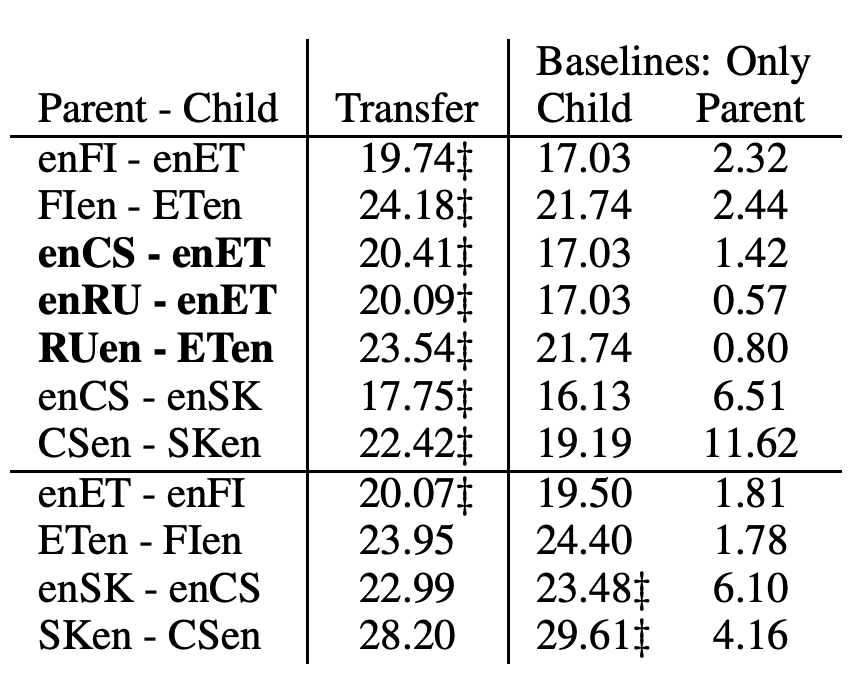 Baselines: Only
Parent - Child Transfer Child Parent
enFI - enET 19.74‡ 17.03 2.32
FIen - ETen 24.18‡ 21.74 2.44
enCS - enET 20.41‡ 17.03 1.42
enRU - enET 20.09‡ 17.03 0.57
RUen - ETen 23.54‡ 21.74 0.80
enCS - enSK 17.75‡ 16.13 6.51
CSen - SKen 22.42‡ 19.19 11.62
enET - enFI 20.07‡ 19.50 1.81
ETen - FIen 23.95 24.40 1.78
enSK - enCS 22.99 23.48‡ 6.10
SKen - CSen 28.20 29.61‡ 4.16